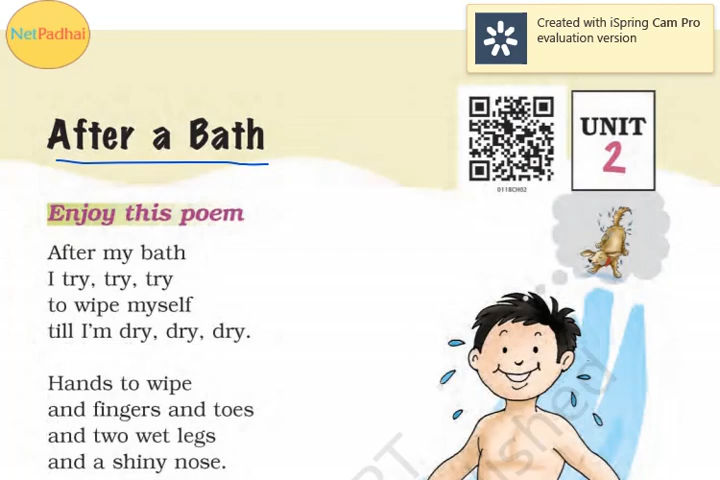 NetPadhai
Created with iSpring Cam Pro
evaluation version
After a Bath
0118CH02
UNIT
2
Enjoy this poem
After my bath
I try, try, try
to wipe myself
till I'm dry, dry, dry.
Hands to wipe
and fingers and toes
and two wet legs
and a shiny nose.